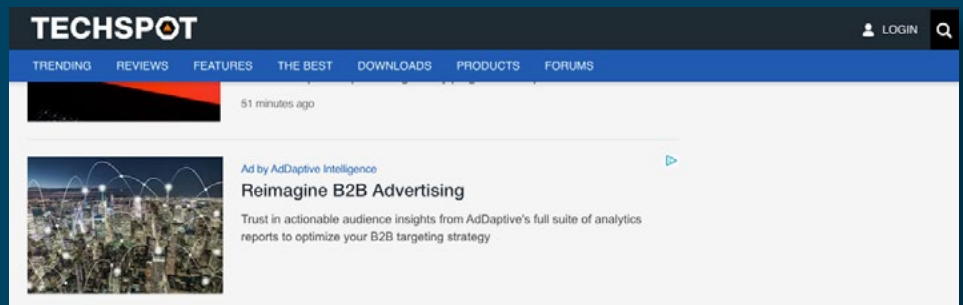 TECHSPOT
LOGIN
TRENDING REVIEWS FEATURES THE BEST DOWNLOADS PRODUCTS FORUMS
51 minutes ago
Ad by AdDaptive Intelligence
Reimagine B2B Advertising
Trust in actionable audience insights from AdDaptive's full suite of analytics
reports to optimize your B2B targeting strategy